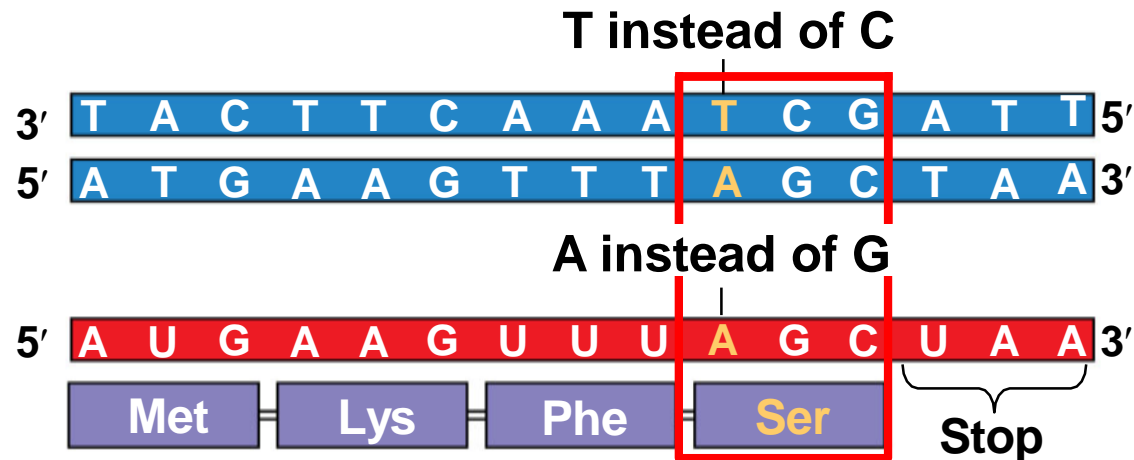 T instead of C
3′ T A C T T C A A A T C G A T T 5′
5′ A T G A A G T T T A G C T A A 3′
A instead of G
5′ A U G A A G U U U A G C U A A 3′
Met Lys Phe Ser
Stop